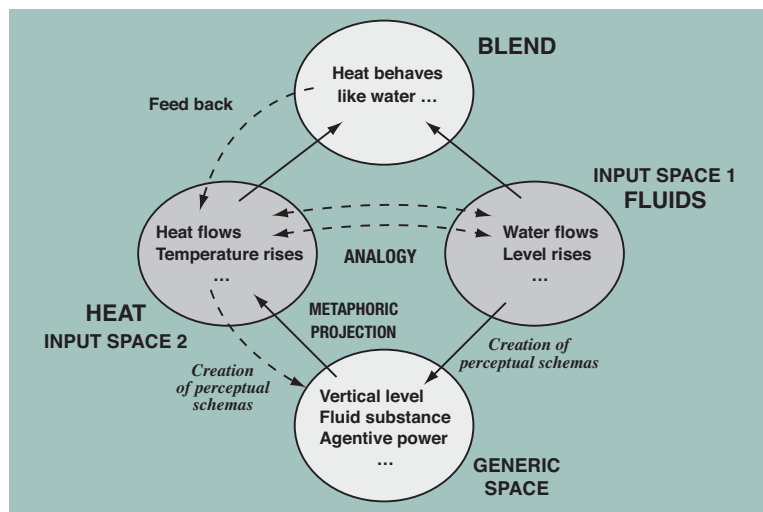 BLEND
Heat behaves
like water …
Feed back
INPUT SPACE 1
FLUIDS
Heat flows
Temperature rises
…
Water flows
Level rises
…
ANALOGY
HEAT
INPUT SPACE 2
METAPHORIC
PROJECTION
Creation of
perceptual schemas
Creation
of perceptual
schemas
Vertical level
Fluid substance
Agentive power
…
GENERIC
SPACE